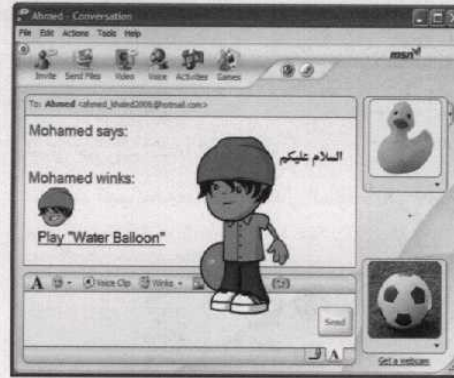 Ahmed - Conversation
File Edit Actions Tools Help
Invite Send Files Video Voice Activities Games
msn
To: Ahmed <ahmed_khaled2006@hotmail.com>
Mohamed says:
السلام عليكم
Mohamed winks:
Play "Water Balloon"
A Voice Clip Winks
Send
A
Get a webcam